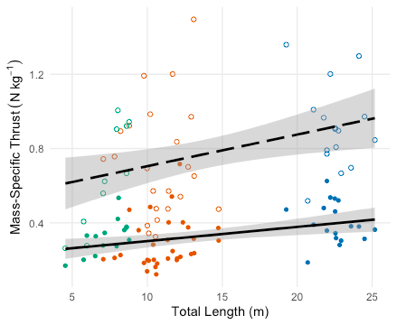 1.2
0.8
0.4
Mass-Specific Thrust (N kg⁻¹)
5 10 15 20 25
Total Length (m)